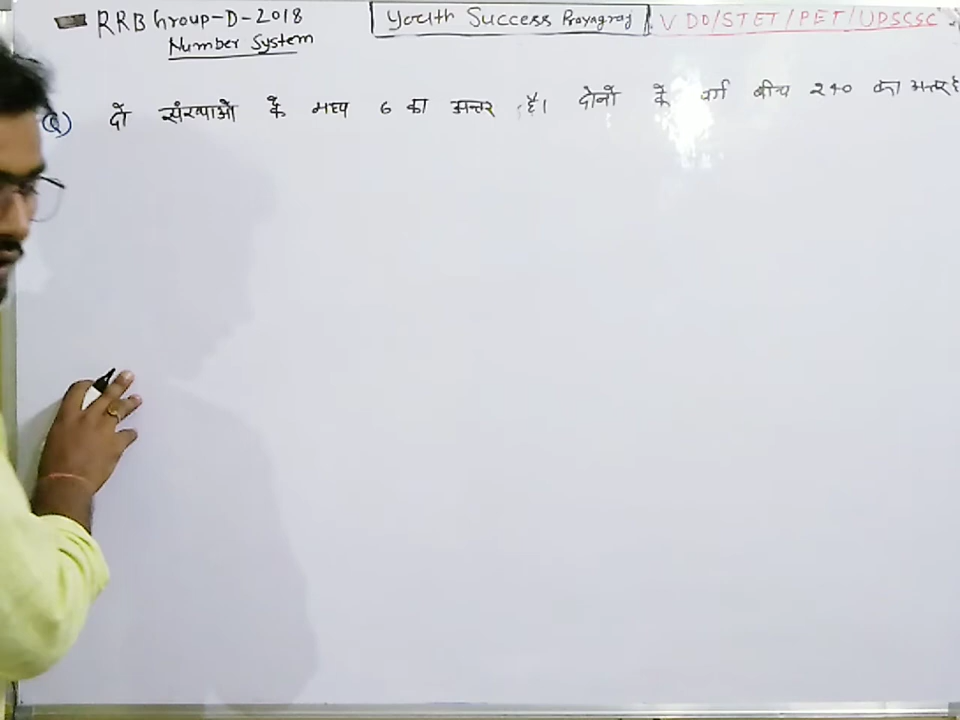 RRB Group-D-2018
Number System
Youth Success Prayagraj
VDO/STET/PET/UPSCSC
Q) दो संख्याओं के मध्य 6 का अन्तर है। दोनों के वर्ग बीच 240 का अन्तर है